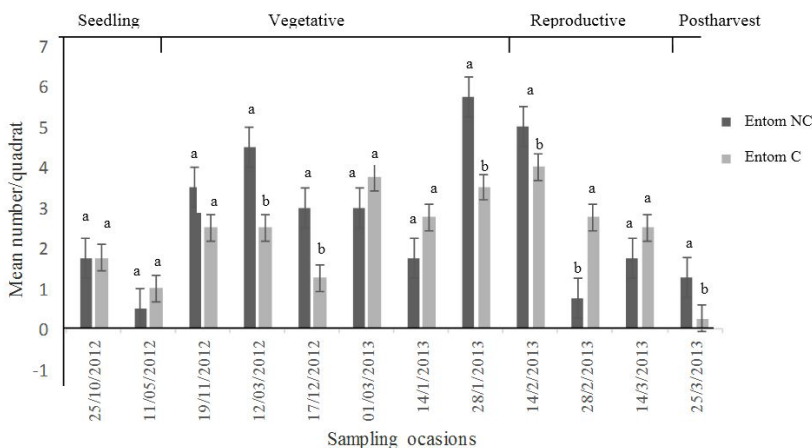 Seedling Vegetative Reproductive Postharvest
7
6
5
4
3
2
1
0
-1
Mean number/quadrat
a a
a a
a a
a b
a b
a a
a a
a b
a b
b a
a a
a b
Entom NC
Entom C
25/10/2012
11/05/2012
19/11/2012
12/03/2012
17/12/2012
01/03/2013
14/1/2013
28/1/2013
14/2/2013
28/2/2013
14/3/2013
25/3/2013
Sampling ocasions